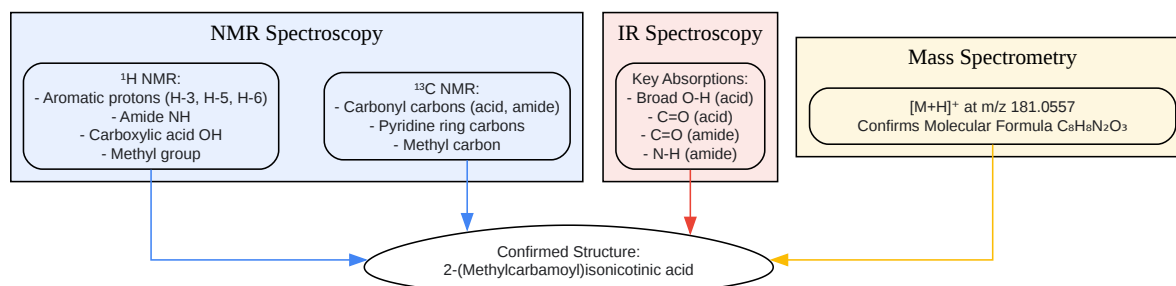 NMR Spectroscopy
¹H NMR:
- Aromatic protons (H-3, H-5, H-6)
- Amide NH
- Carboxylic acid OH
- Methyl group
¹³C NMR:
- Carbonyl carbons (acid, amide)
- Pyridine ring carbons
- Methyl carbon
IR Spectroscopy
Key Absorptions:
- Broad O-H (acid)
- C=O (acid)
- C=O (amide)
- N-H (amide)
Mass Spectrometry
[M+H]⁺ at m/z 181.0557
Confirms Molecular Formula C₈H₈N₂O₃
Confirmed Structure:
2-(Methylcarbamoyl)isonicotinic acid